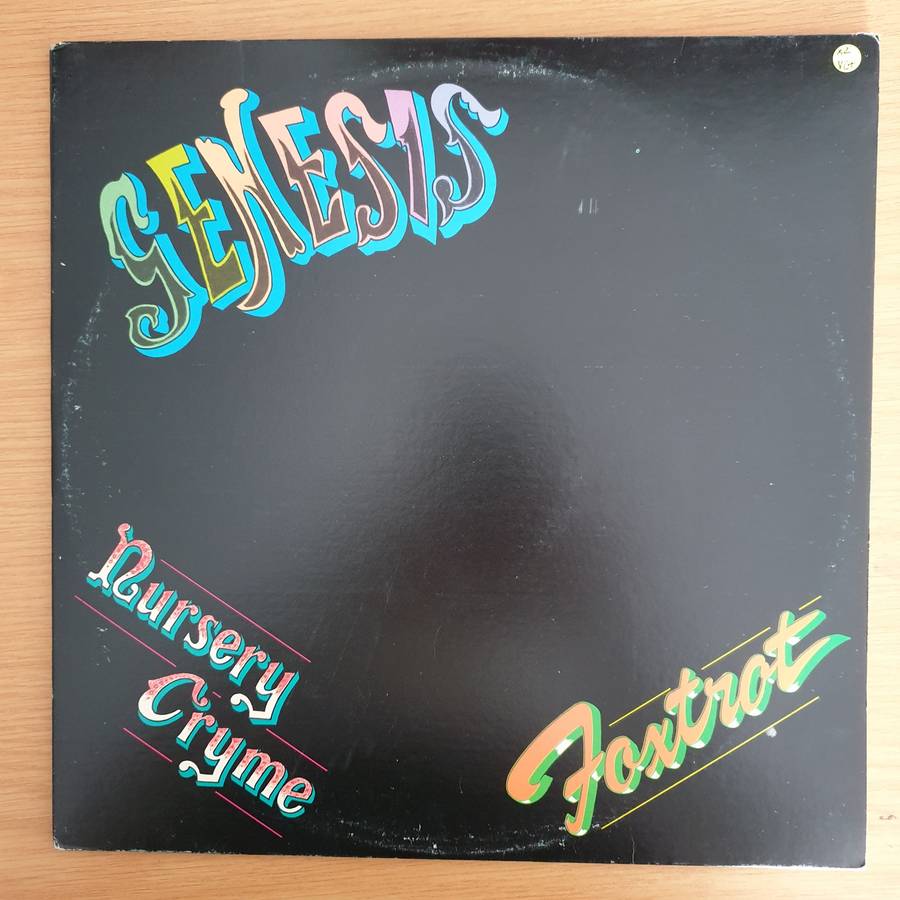 GENESIS
Nursery
Cryme
Foxtrot